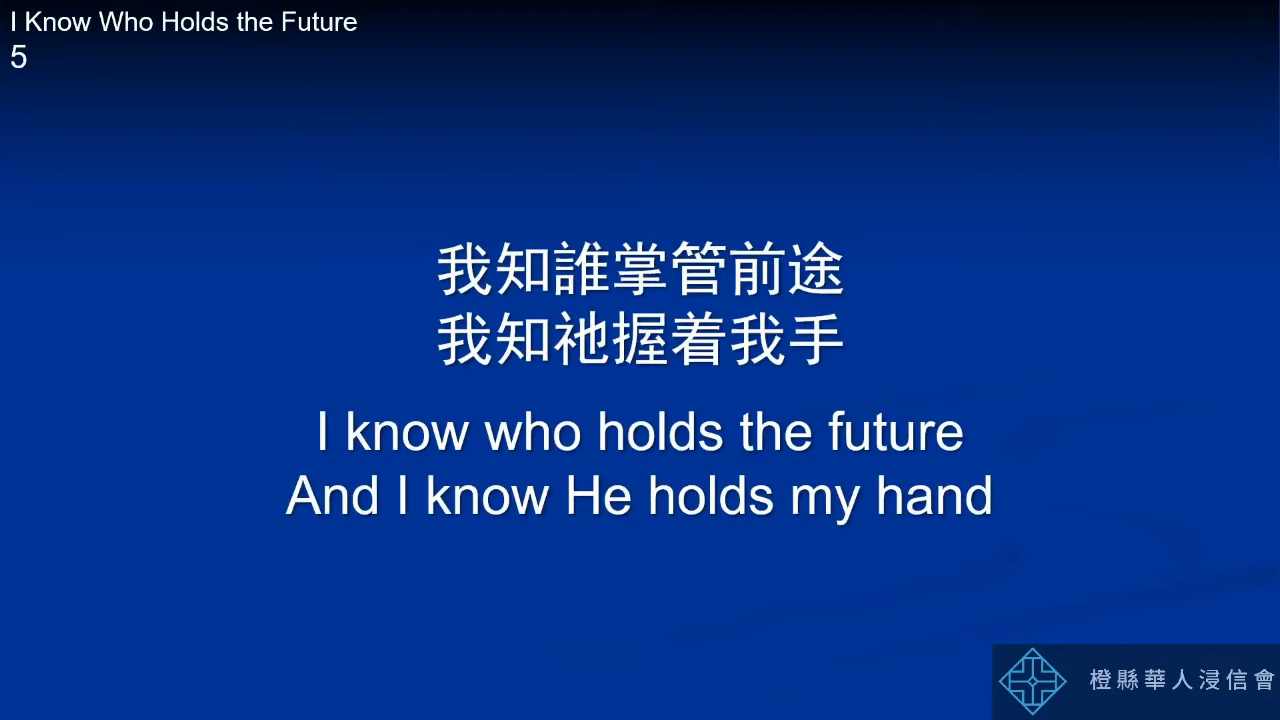 I Know Who Holds the Future
5
我知誰掌管前途
我知祂握着我手
I know who holds the future
And I know He holds my hand
橙縣華人浸信會